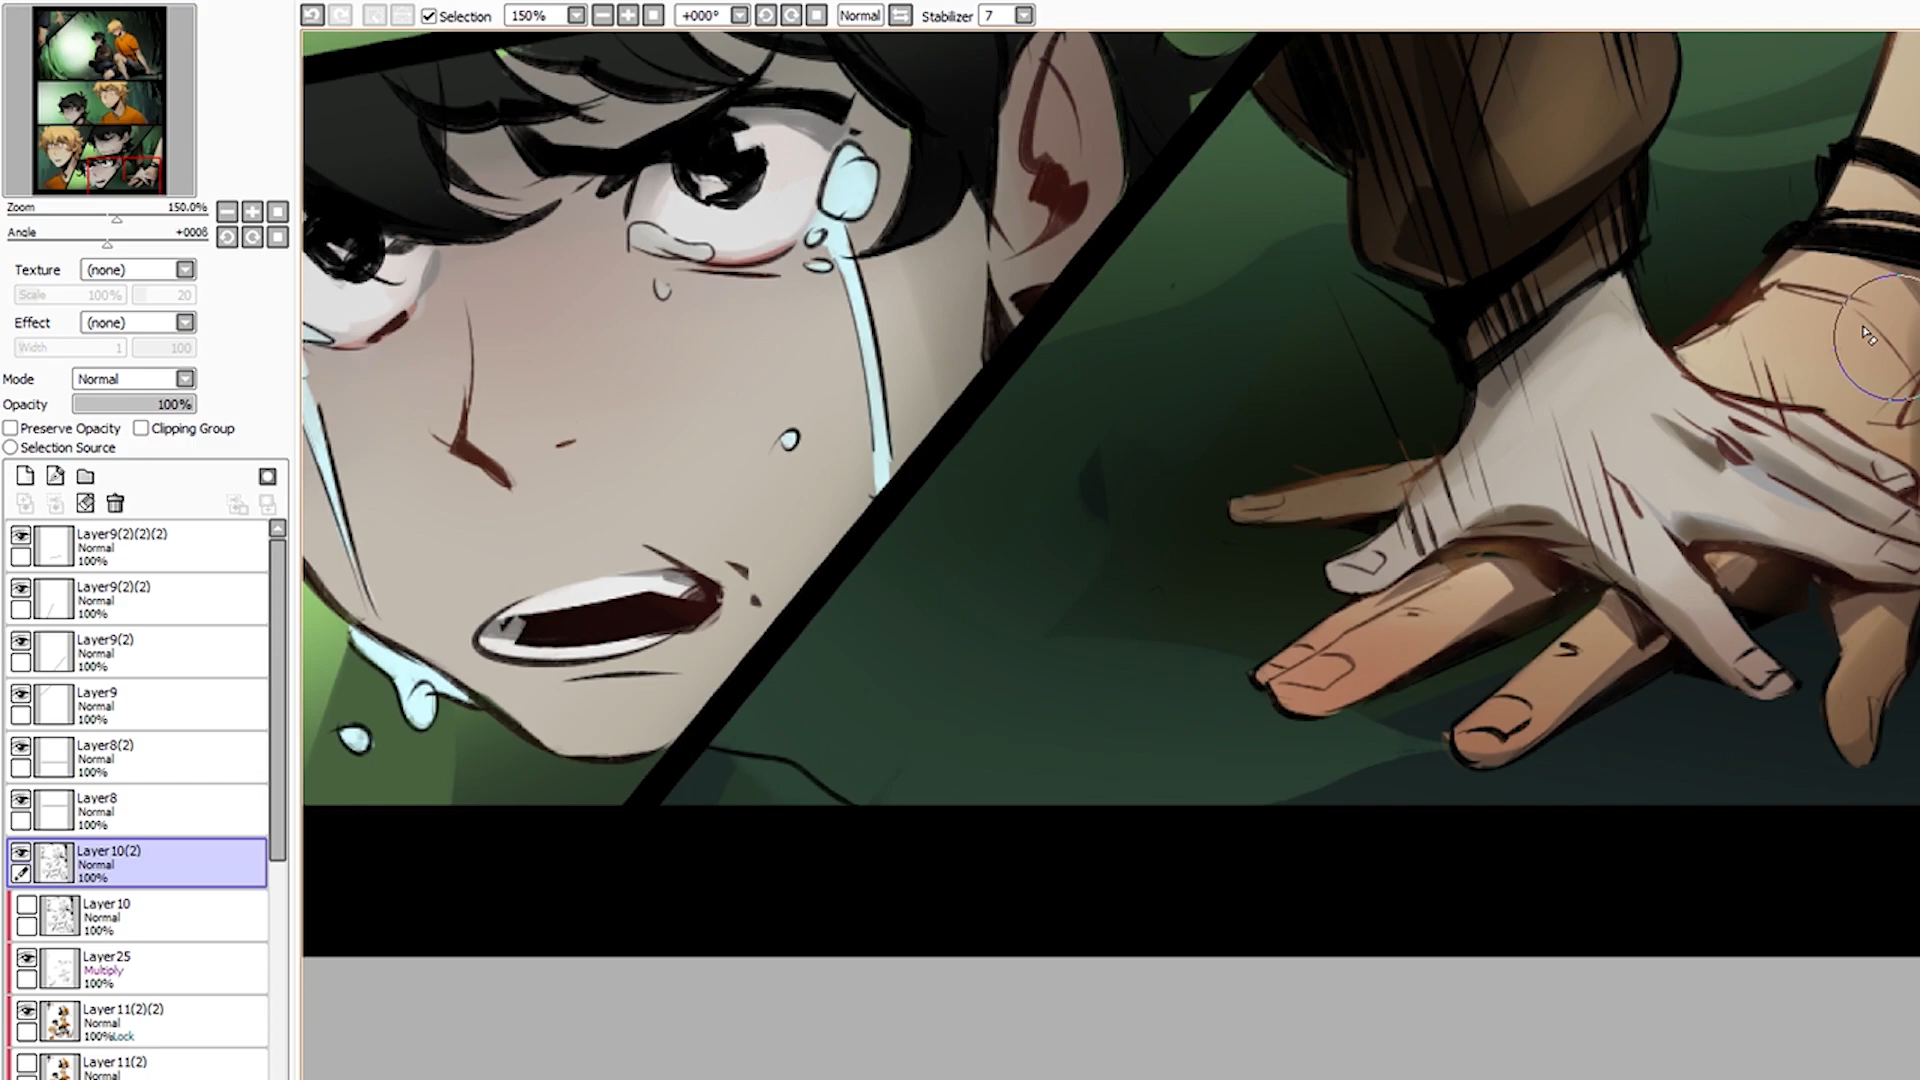 Selection 150% +000° Normal Stabilizer 7
Zoom 150.0%
Angle +000ß
Texture (none)
Scale 100% 20
Effect (none)
Width 1 100
Mode Normal
Opacity 100%
Preserve Opacity Clipping Group
Selection Source
Layer9(2)(2)(2)
Normal
100%
Layer9(2)(2)
Normal
100%
Layer9(2)
Normal
100%
Layer9
Normal
100%
Layer8(2)
Normal
100%
Layer8
Normal
100%
Layer10(2)
Normal
100%
Layer10
Normal
100%
Layer25
Multiply
100%
Layer11(2)(2)
Normal
100%Lock
Layer11(2)
Normal